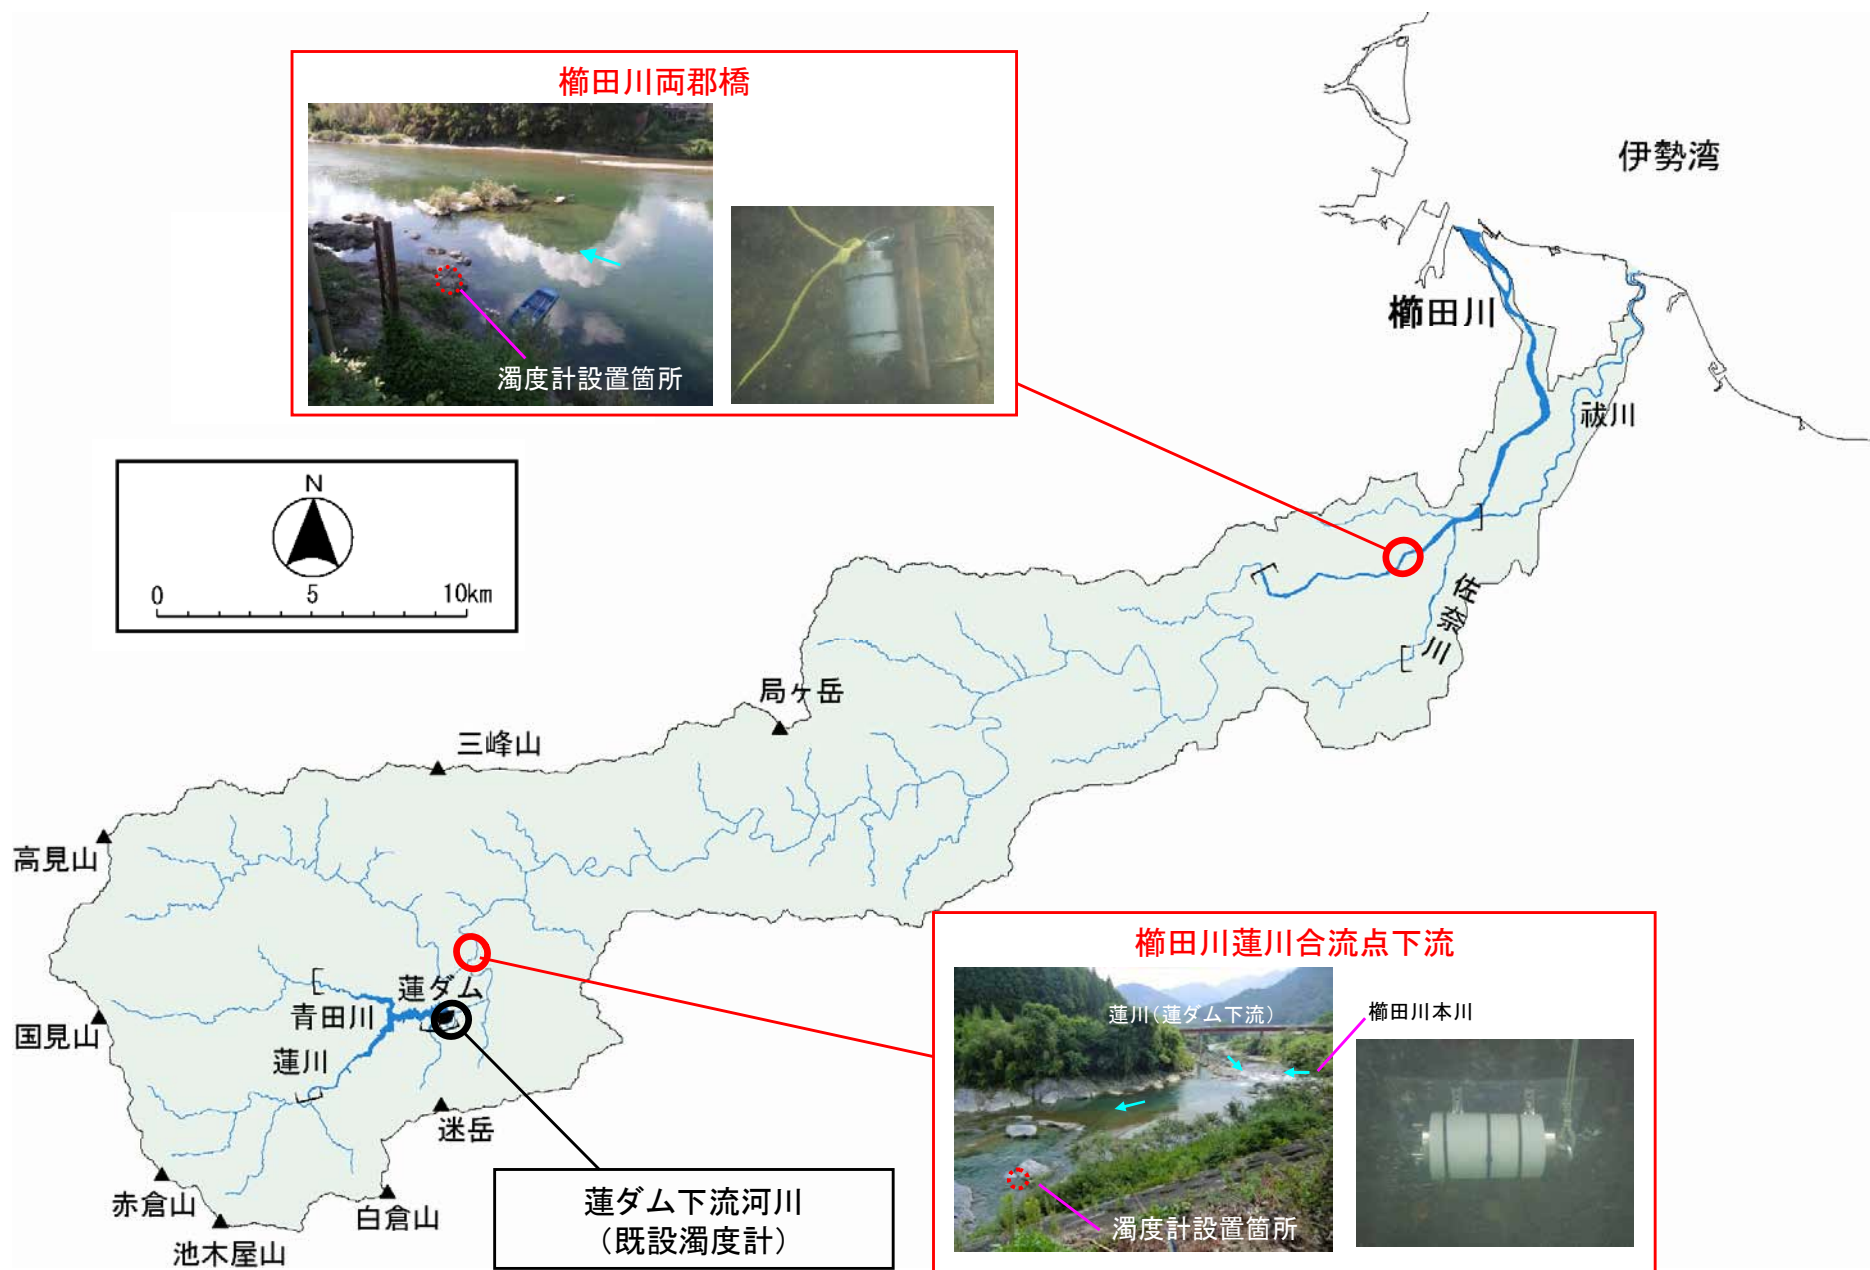 櫛田川両郡橋
濁度計設置箇所
伊勢湾
櫛田川
祓川
佐奈川
N
0 5 10km
局ヶ岳
三峰山
高見山
国見山
青田川
蓮ダム
蓮川
迷岳
赤倉山
池木屋山
白倉山
蓮ダム下流河川
（既設濁度計）
櫛田川蓮川合流点下流
蓮川（蓮ダム下流）
櫛田川本川
濁度計設置箇所